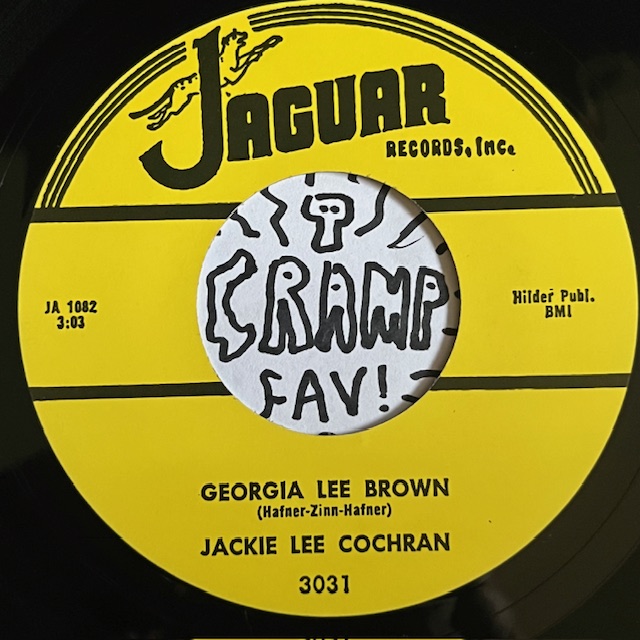 JAGUAR
RECORDS, INC.
JA 1082
3:03
Hilder Publ.
BMI
CRAMP
FAV!
GEORGIA LEE BROWN
(Hafner-Zinn-Hafner)
JACKIE LEE COCHRAN
3031